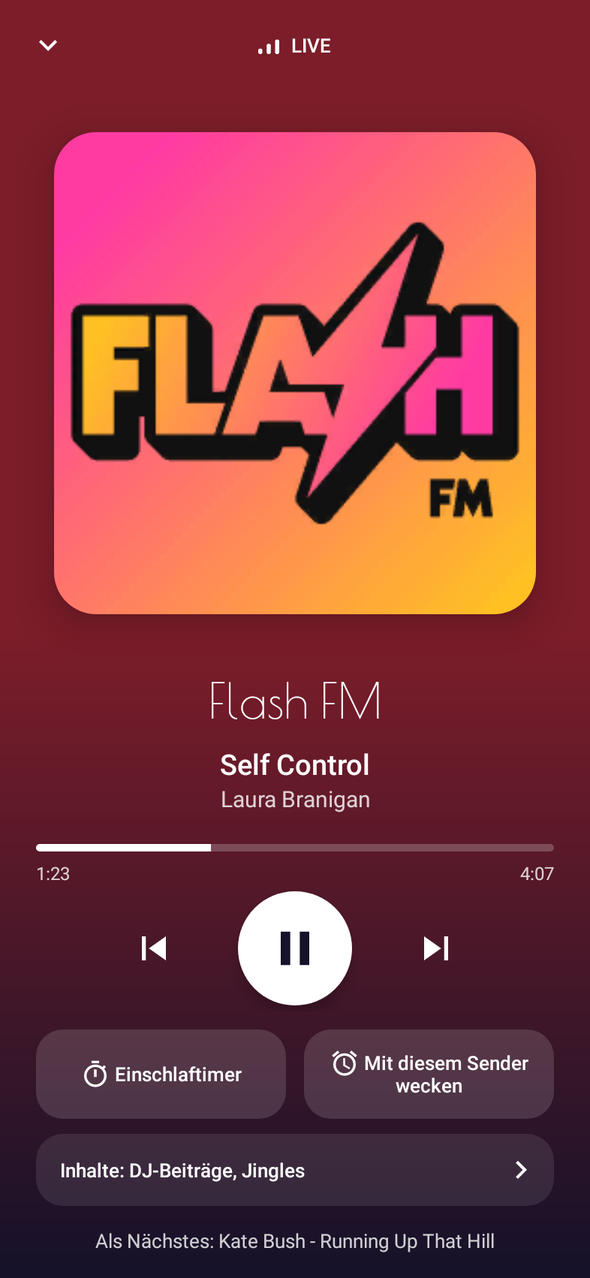 LIVE
FLASH
FM
Flash FM
Self Control
Laura Branigan
1:23
4:07
Einschlaftimer
Mit diesem Sender
wecken
Inhalte: DJ-Beiträge, Jingles
Als Nächstes: Kate Bush - Running Up That Hill